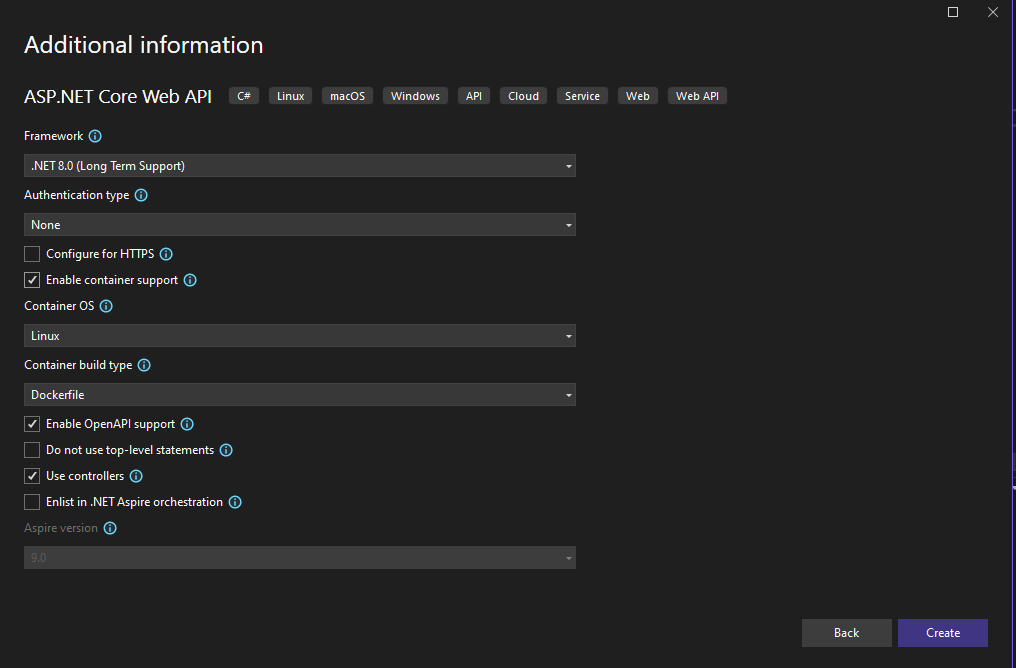 Additional information
ASP.NET Core Web API C# Linux macOS Windows API Cloud Service Web Web API
Framework
.NET 8.0 (Long Term Support)
Authentication type
None
Configure for HTTPS
Enable container support
Container OS
Linux
Container build type
Dockerfile
Enable OpenAPI support
Do not use top-level statements
Use controllers
Enlist in .NET Aspire orchestration
Aspire version
9.0
Back Create